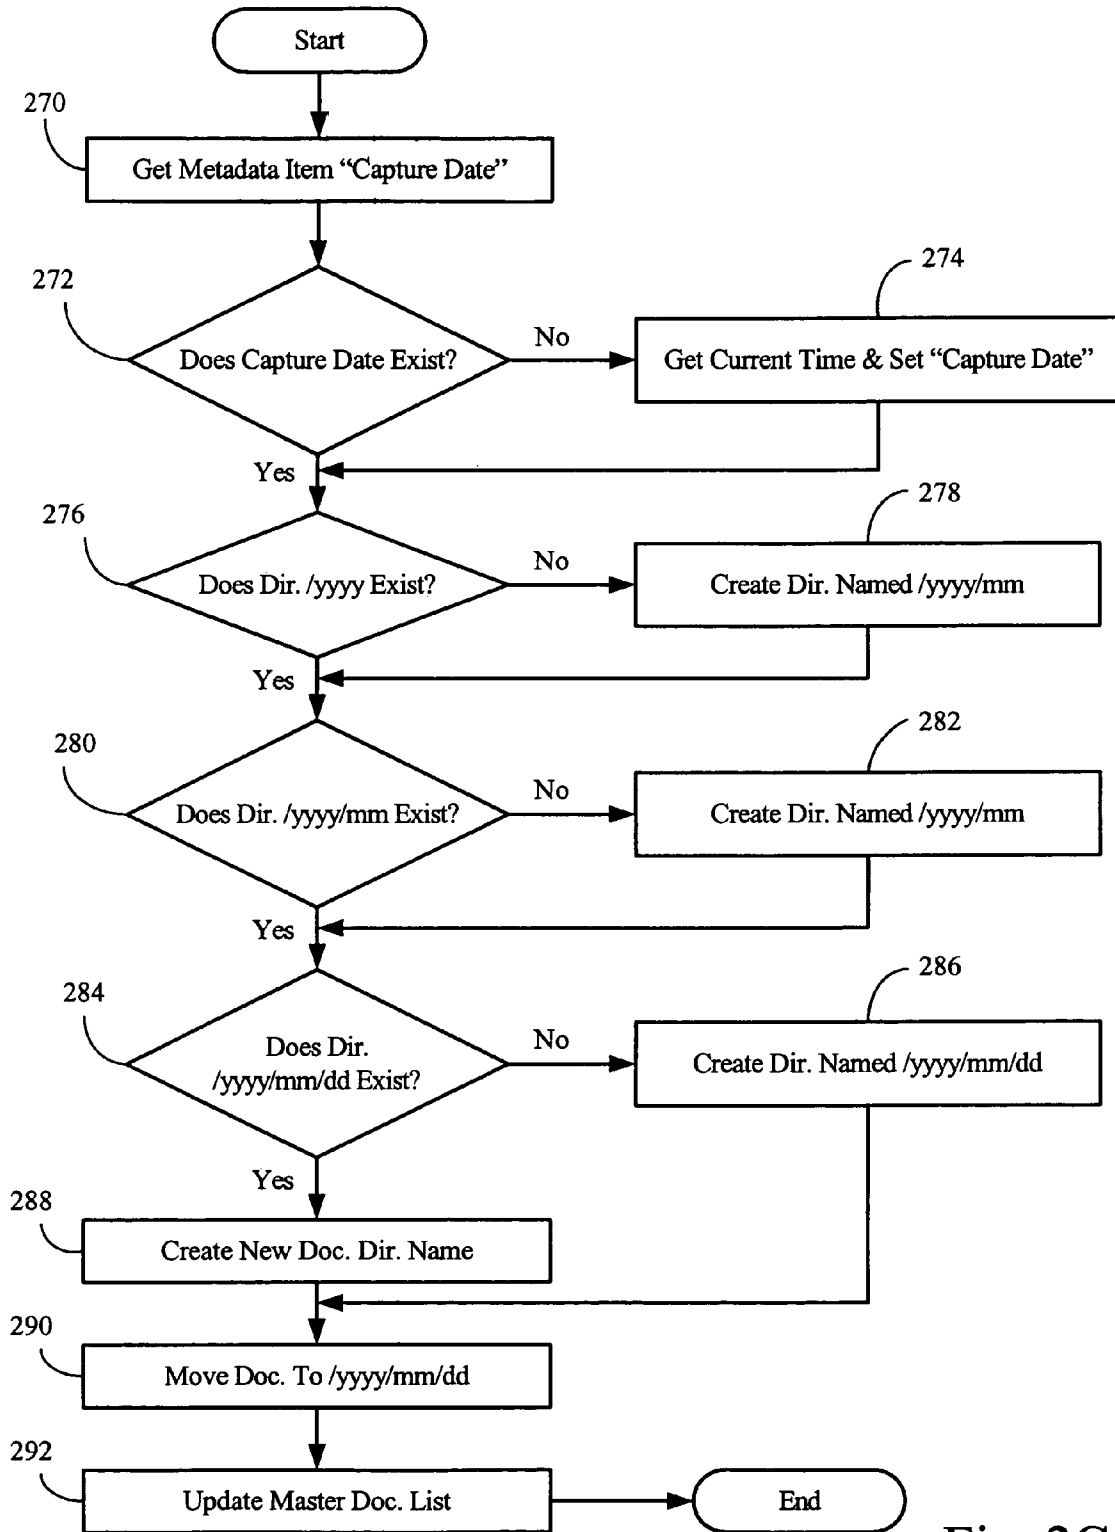 Start
270
Get Metadata Item “Capture Date”
272
Does Capture Date Exist?
No
274
Get Current Time & Set “Capture Date”
Yes
276
Does Dir. /yyyy Exist?
No
278
Create Dir. Named /yyyy/mm
Yes
280
Does Dir. /yyyy/mm Exist?
No
282
Create Dir. Named /yyyy/mm
Yes
284
Does Dir.
/yyyy/mm/dd Exist?
No
286
Create Dir. Named /yyyy/mm/dd
Yes
288
Create New Doc. Dir. Name
290
Move Doc. To /yyyy/mm/dd
292
Update Master Doc. List
End